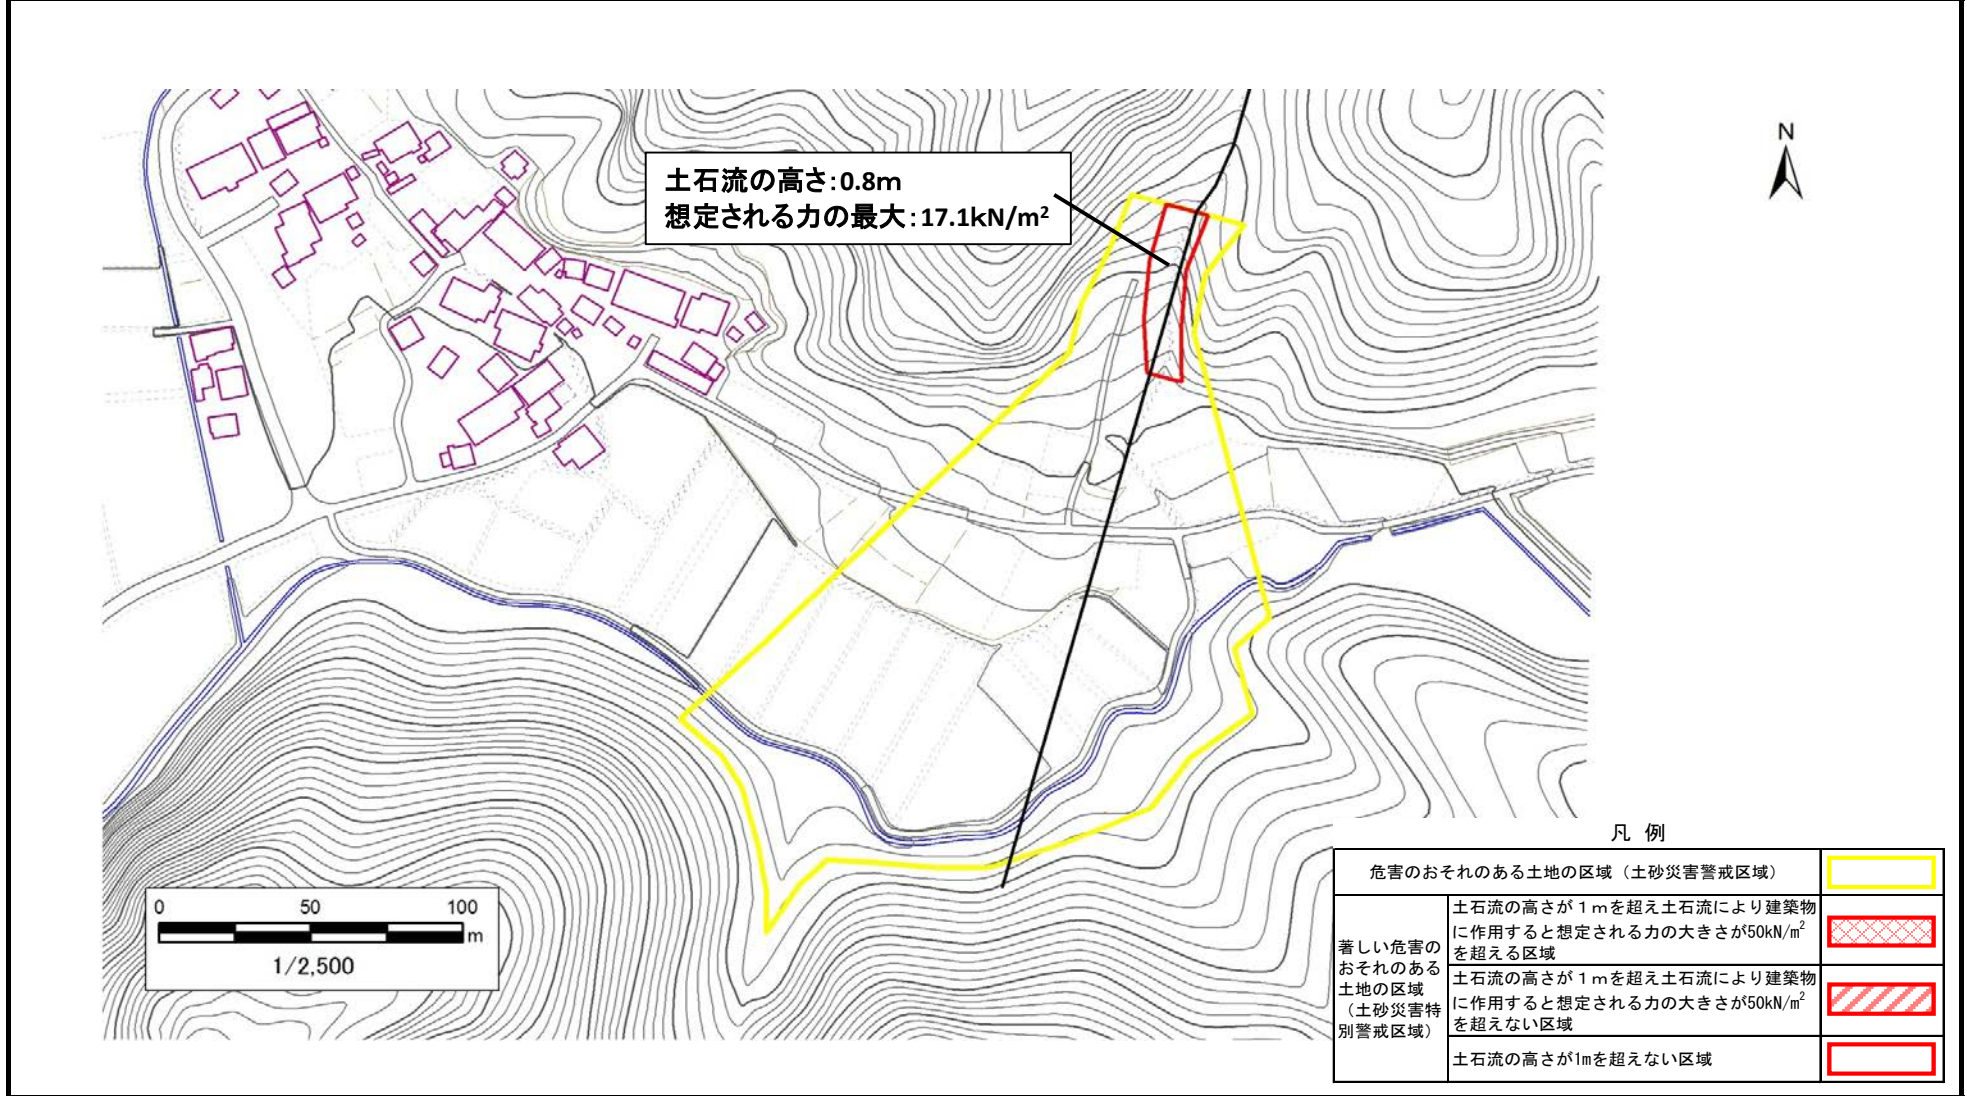 土石流の高さ:0.8m
想定される力の最大:17.1kN/m²
N
0 50 100
m
1/2,500
凡 例
危害のおそれのある土地の区域（土砂災害警戒区域）
著しい危害の
おそれのある
土地の区域
（土砂災害特
別警戒区域）
土石流の高さが１ｍを超え土石流により建築物
に作用すると想定される力の大きさが50kN/㎡
を超える区域
土石流の高さが１ｍを超え土石流により建築物
に作用すると想定される力の大きさが50kN/㎡
を超えない区域
土石流の高さが1mを超えない区域